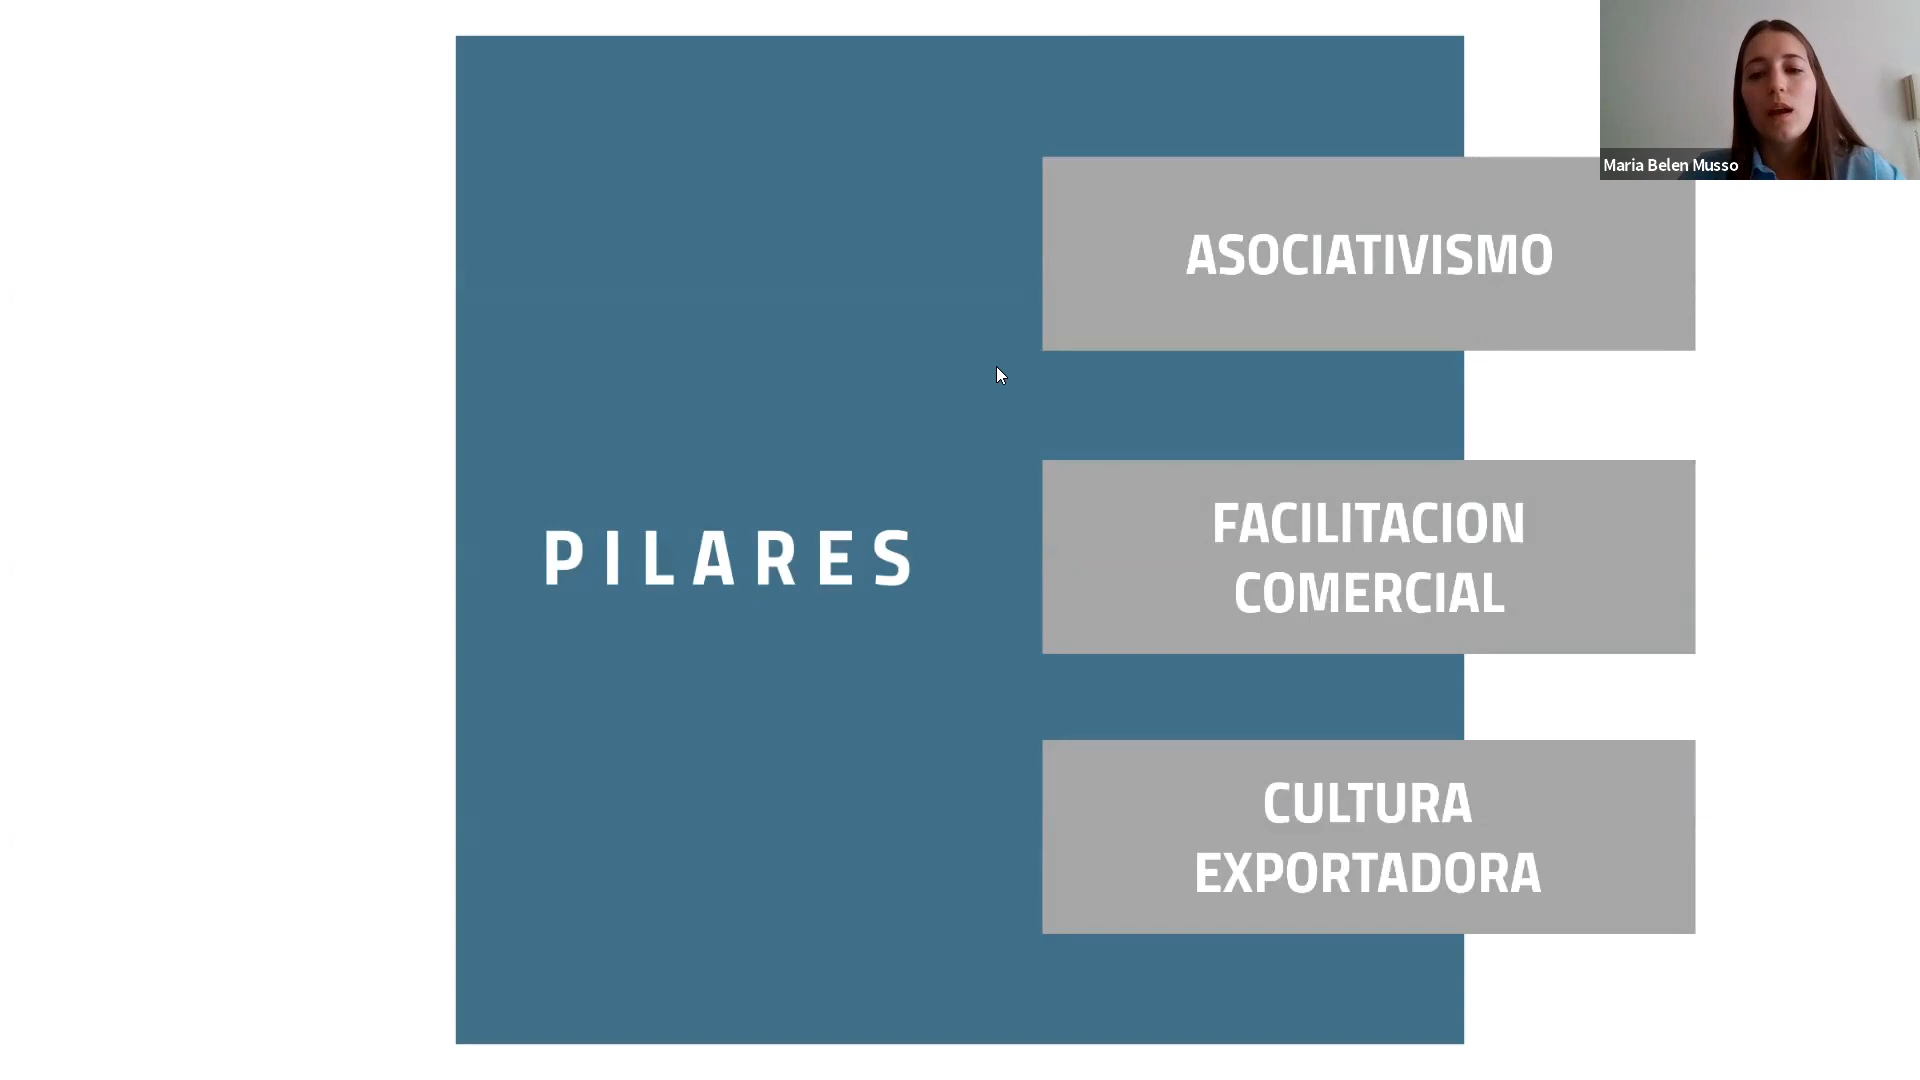 Maria Belen Musso
ASOCIATIVISMO
PILARES
FACILITACION
COMERCIAL
CULTURA
EXPORTADORA